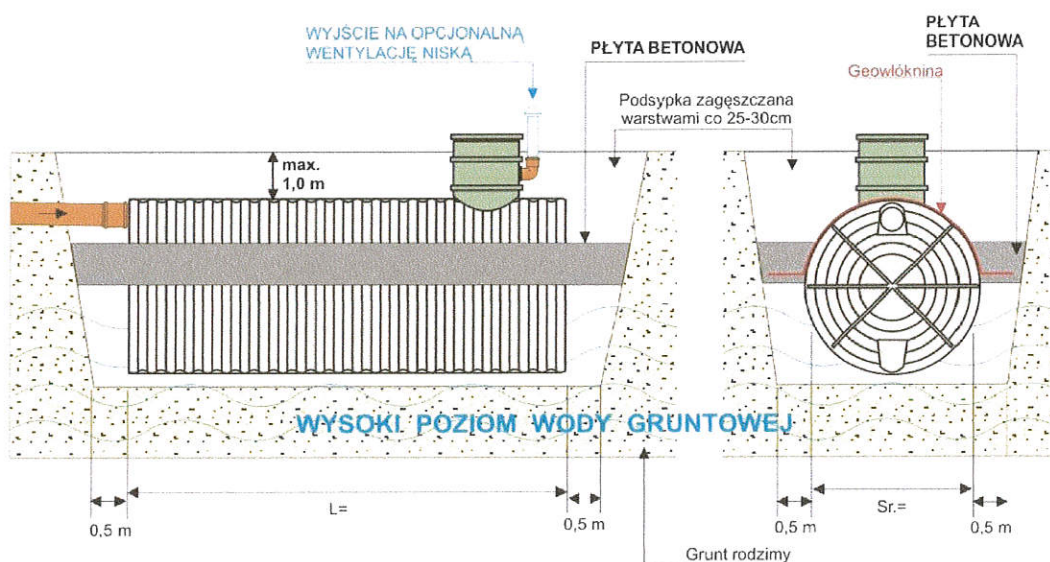 WYJŚCIE NA OPCJONALNĄ
WENTYLACJĘ NISKĄ
PŁYTA BETONOWA
PŁYTA
BETONOWA
Geowłóknina
Podsypka zagęszczana
warstwami co 25-30cm
max.
1,0 m
WYSOKI POZIOM WODY GRUNTOWEJ
0,5 m
L=
0,5 m
0,5 m
Sr.=
0,5 m
Grunt rodzimy